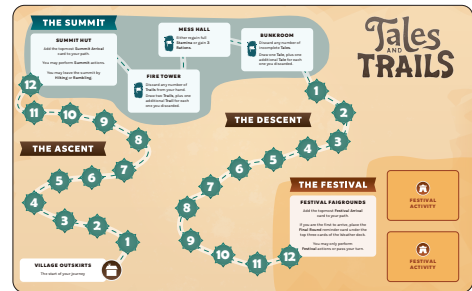 THE SUMMIT
SUMMIT HUT
Add the topmost Summit Arrival
card to your path.
You may perform Summit actions.
You may leave the summit by
Hiking or Rambling.
MESS HALL
Either regain full
Stamina or gain 2
Rations.
BUNKROOM
Discard any number of
incomplete Tales.
Draw one Tale, plus one
additional Tale for each
one you discarded.
FIRE TOWER
Discard any number of
Trails from your hand.
Draw two Trails, plus one
additional Trail for each
one you discarded.
Tales
AND
TRAILS
12
11
10
9
8
7
6
5
4
3
2
1
THE ASCENT
VILLAGE OUTSKIRTS
The start of your journey
THE DESCENT
1
2
3
4
5
6
7
8
9
10
11
12
THE FESTIVAL
FESTIVAL FAIRGROUNDS
Add the topmost Festival Arrival
card to your path.
If you are the first to arrive, place the
Final Round reminder card under the
top three cards of the Weather deck.
You may only perform
Festival actions or pass your turn.
FESTIVAL
ACTIVITY
FESTIVAL
ACTIVITY